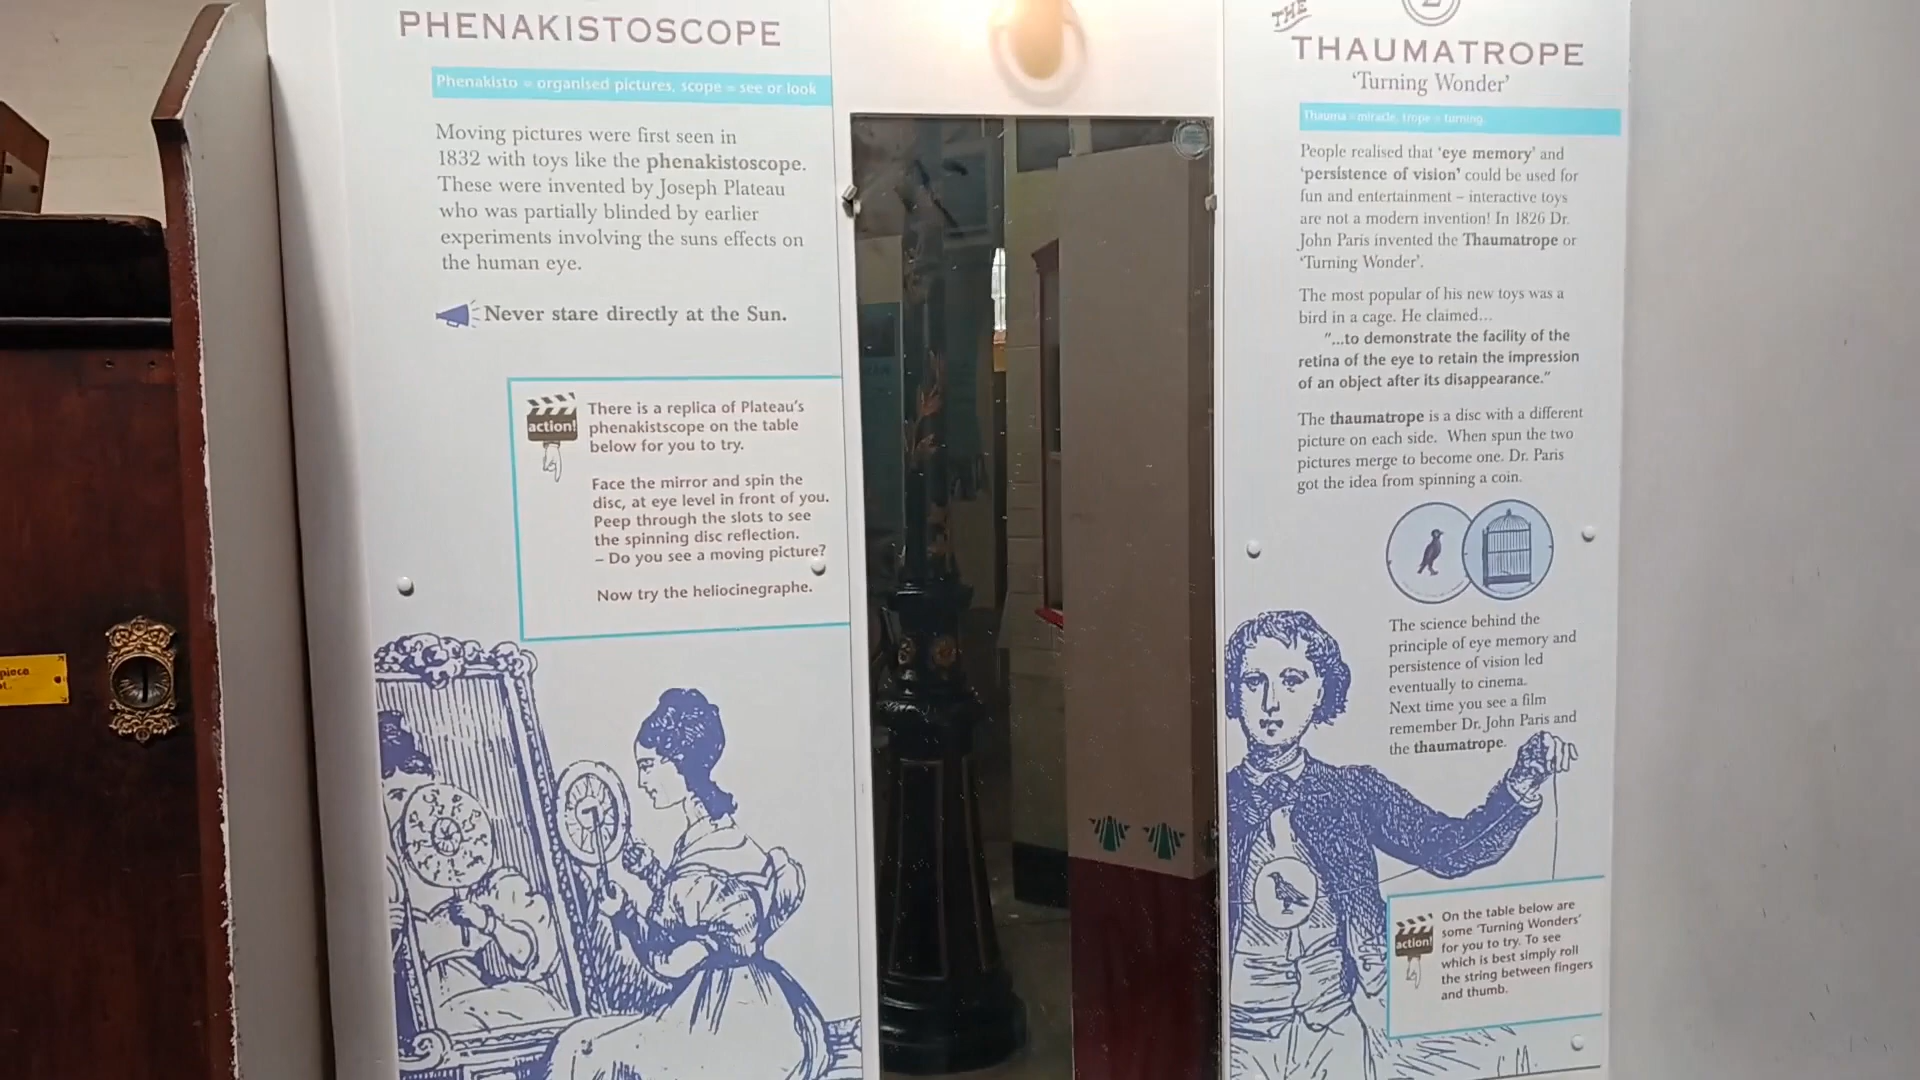 PHENAKISTOSCOPE
Phenakisto = organised pictures, scope = see or look
Moving pictures were first seen in
1832 with toys like the phenakistoscope.
These were invented by Joseph Plateau
who was partially blinded by earlier
experiments involving the suns effects on
the human eye.
Never stare directly at the Sun.
action!
There is a replica of Plateau's
phenakistscope on the table
below for you to try.
Face the mirror and spin the
disc, at eye level in front of you.
Peep through the slots to see
the spinning disc reflection.
– Do you see a moving picture?
Now try the heliocinegraphe.
piece
THE
THAUMATROPE
'Turning Wonder'
Thauma = miracle, trope = turning.
People realised that 'eye memory' and
'persistence of vision' could be used for
fun and entertainment – interactive toys
are not a modern invention! In 1826 Dr.
John Paris invented the Thaumatrope or
'Turning Wonder'.
The most popular of his new toys was a
bird in a cage. He claimed...
"...to demonstrate the facility of the
retina of the eye to retain the impression
of an object after its disappearance."
The thaumatrope is a disc with a different
picture on each side. When spun the two
pictures merge to become one. Dr. Paris
got the idea from spinning a coin.
The science behind the
principle of eye memory and
persistence of vision led
eventually to cinema.
Next time you see a film
remember Dr. John Paris and
the thaumatrope.
action!
On the table below are
some 'Turning Wonders'
for you to try. To see
which is best simply roll
the string between fingers
and thumb.